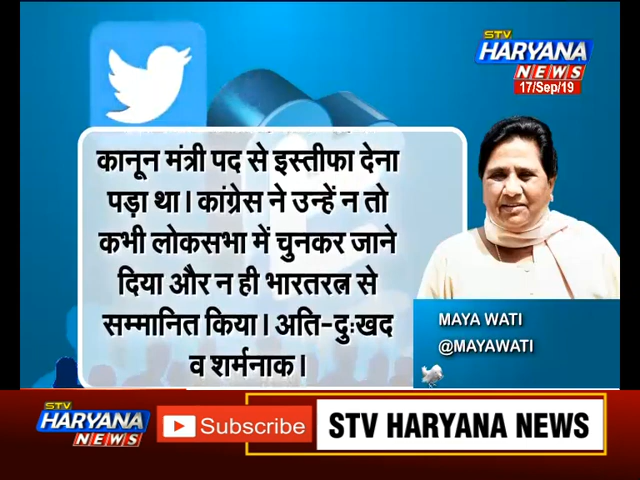 STV
HARYANA
NEWS
17/Sep/19
कानून मंत्री पद से इस्तीफा देना
पड़ा था। कांग्रेस ने उन्हें न तो
कभी लोकसभा में चुनकर जाने
दिया और न ही भारतरत्न से
सम्मानित किया। अति-दुःखद
व शर्मनाक।
MAYA WATI
@MAYAWATI
STV
HARYANA
NEWS
Subscribe
STV HARYANA NEWS